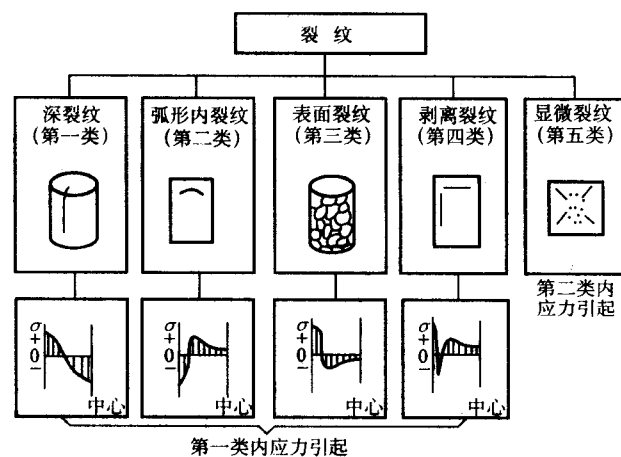 裂纹
深裂纹
(第一类)
弧形内裂纹
(第二类)
表面裂纹
(第三类)
剥离裂纹
(第四类)
显微裂纹
(第五类)
第二类内
应力引起
σ
+
0
−
中心
σ
+
0
−
中心
σ
+
0
−
中心
σ
+
0
−
中心
第一类内应力引起